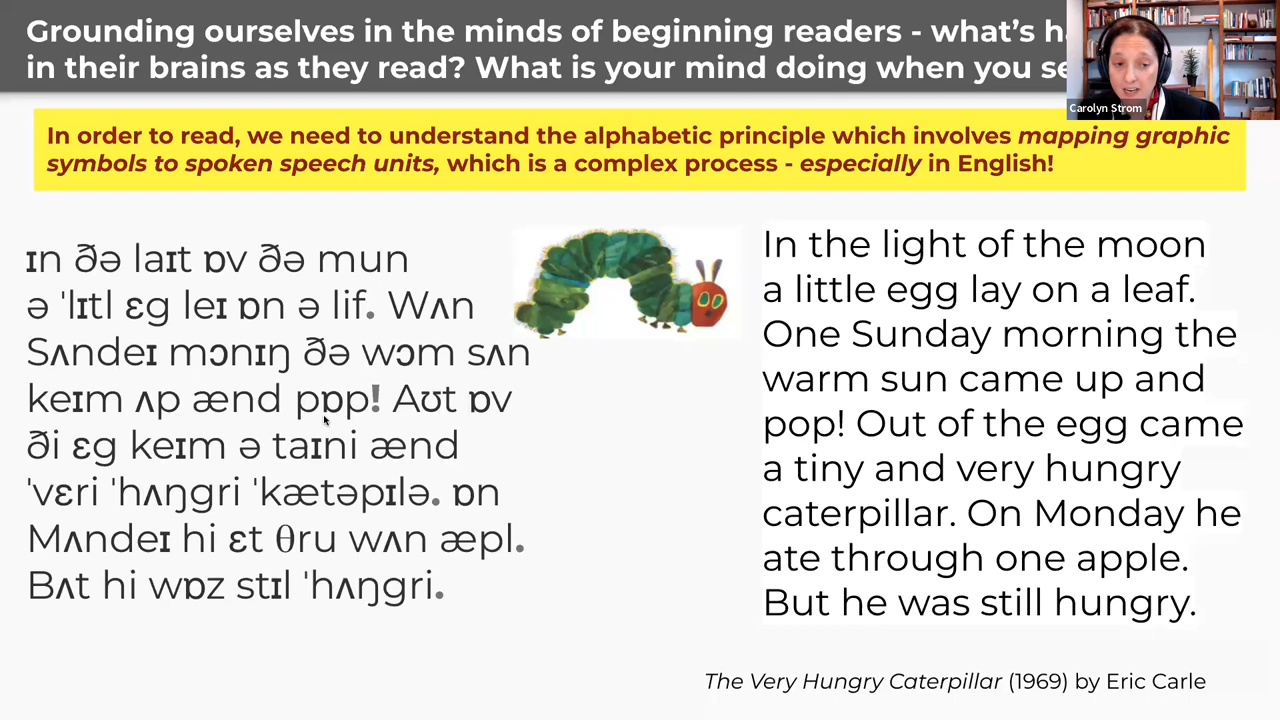 Grounding ourselves in the minds of beginning readers - what's
in their brains as they read? What is your mind doing when you
Carolyn Strom
In order to read, we need to understand the alphabetic principle which involves mapping graphic
symbols to spoken speech units, which is a complex process - especially in English!
ɪn ðə laɪt ɒv ðə mun
ə ˈlɪtl ɛg leɪ ɒn ə lif. Wʌn
Sʌndeɪ mɔnɪŋ ðə wɔm sʌn
keɪm ʌp ænd pɒp! Aʊt ɒv
ði ɛg keɪm ə taɪni ænd
ˈvɛri ˈhʌŋgri ˈkætəpɪlə. ɒn
Mʌndeɪ hi ɛt θru wʌn æpl.
Bʌt hi wɒz stɪl ˈhʌŋgri.
In the light of the moon
a little egg lay on a leaf.
One Sunday morning the
warm sun came up and
pop! Out of the egg came
a tiny and very hungry
caterpillar. On Monday he
ate through one apple.
But he was still hungry.
The Very Hungry Caterpillar (1969) by Eric Carle